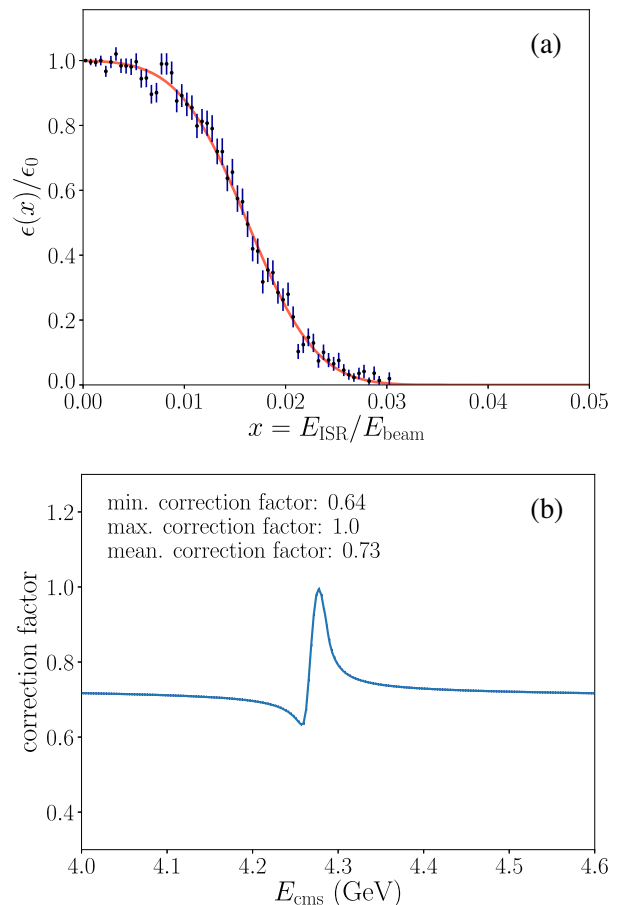 (a)
1.0
0.8
0.6
0.4
0.2
0.0
ϵ(x)/ϵ₀
0.00 0.01 0.02 0.03 0.04 0.05
x = E_ISR/E_beam
(b)
min. correction factor: 0.64
max. correction factor: 1.0
mean. correction factor: 0.73
1.2
1.0
0.8
0.6
0.4
correction factor
4.0 4.1 4.2 4.3 4.4 4.5 4.6
E_cms (GeV)